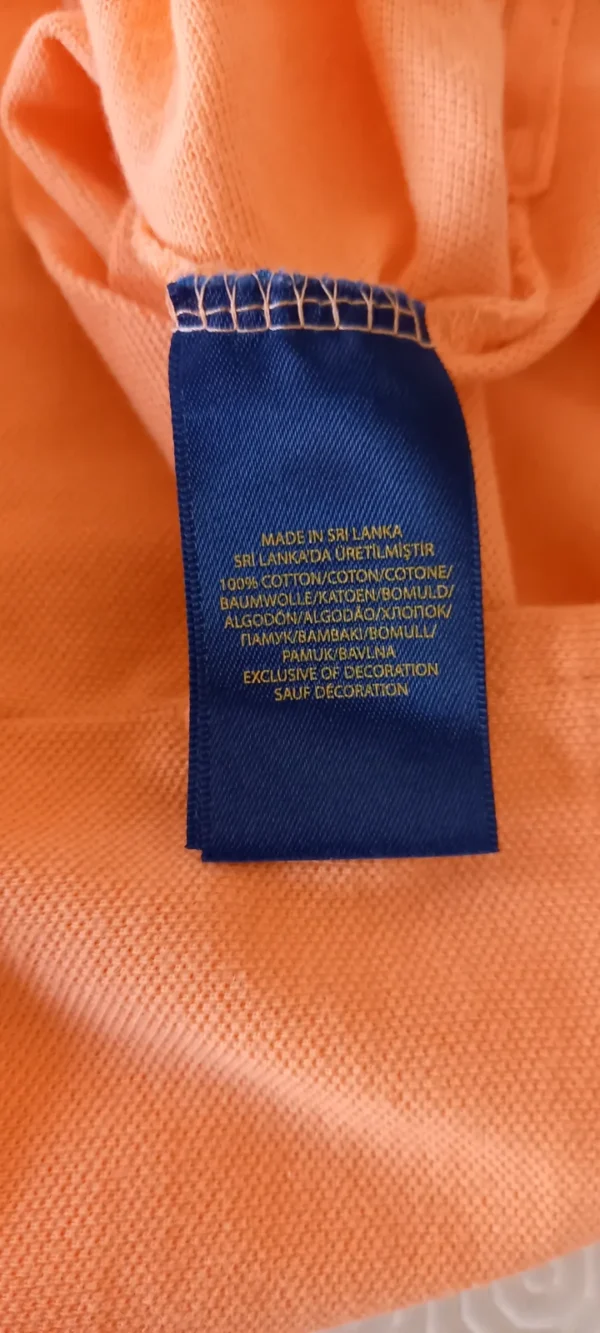 MADE IN SRI LANKA
SRİ LANKA'DA ÜRETİLMİŞTİR
100% COTTON/COTON/COTONE/
BAUMWOLLE/KATOEN/BOMULD/
ALGODÓN/ALGODÃO/ХЛОПОК/
ПАМУК/ΒΑΜΒΑΚΙ/BOMULL/
PAMUK/BAVLNA
EXCLUSIVE OF DECORATION
SAUF DÉCORATION